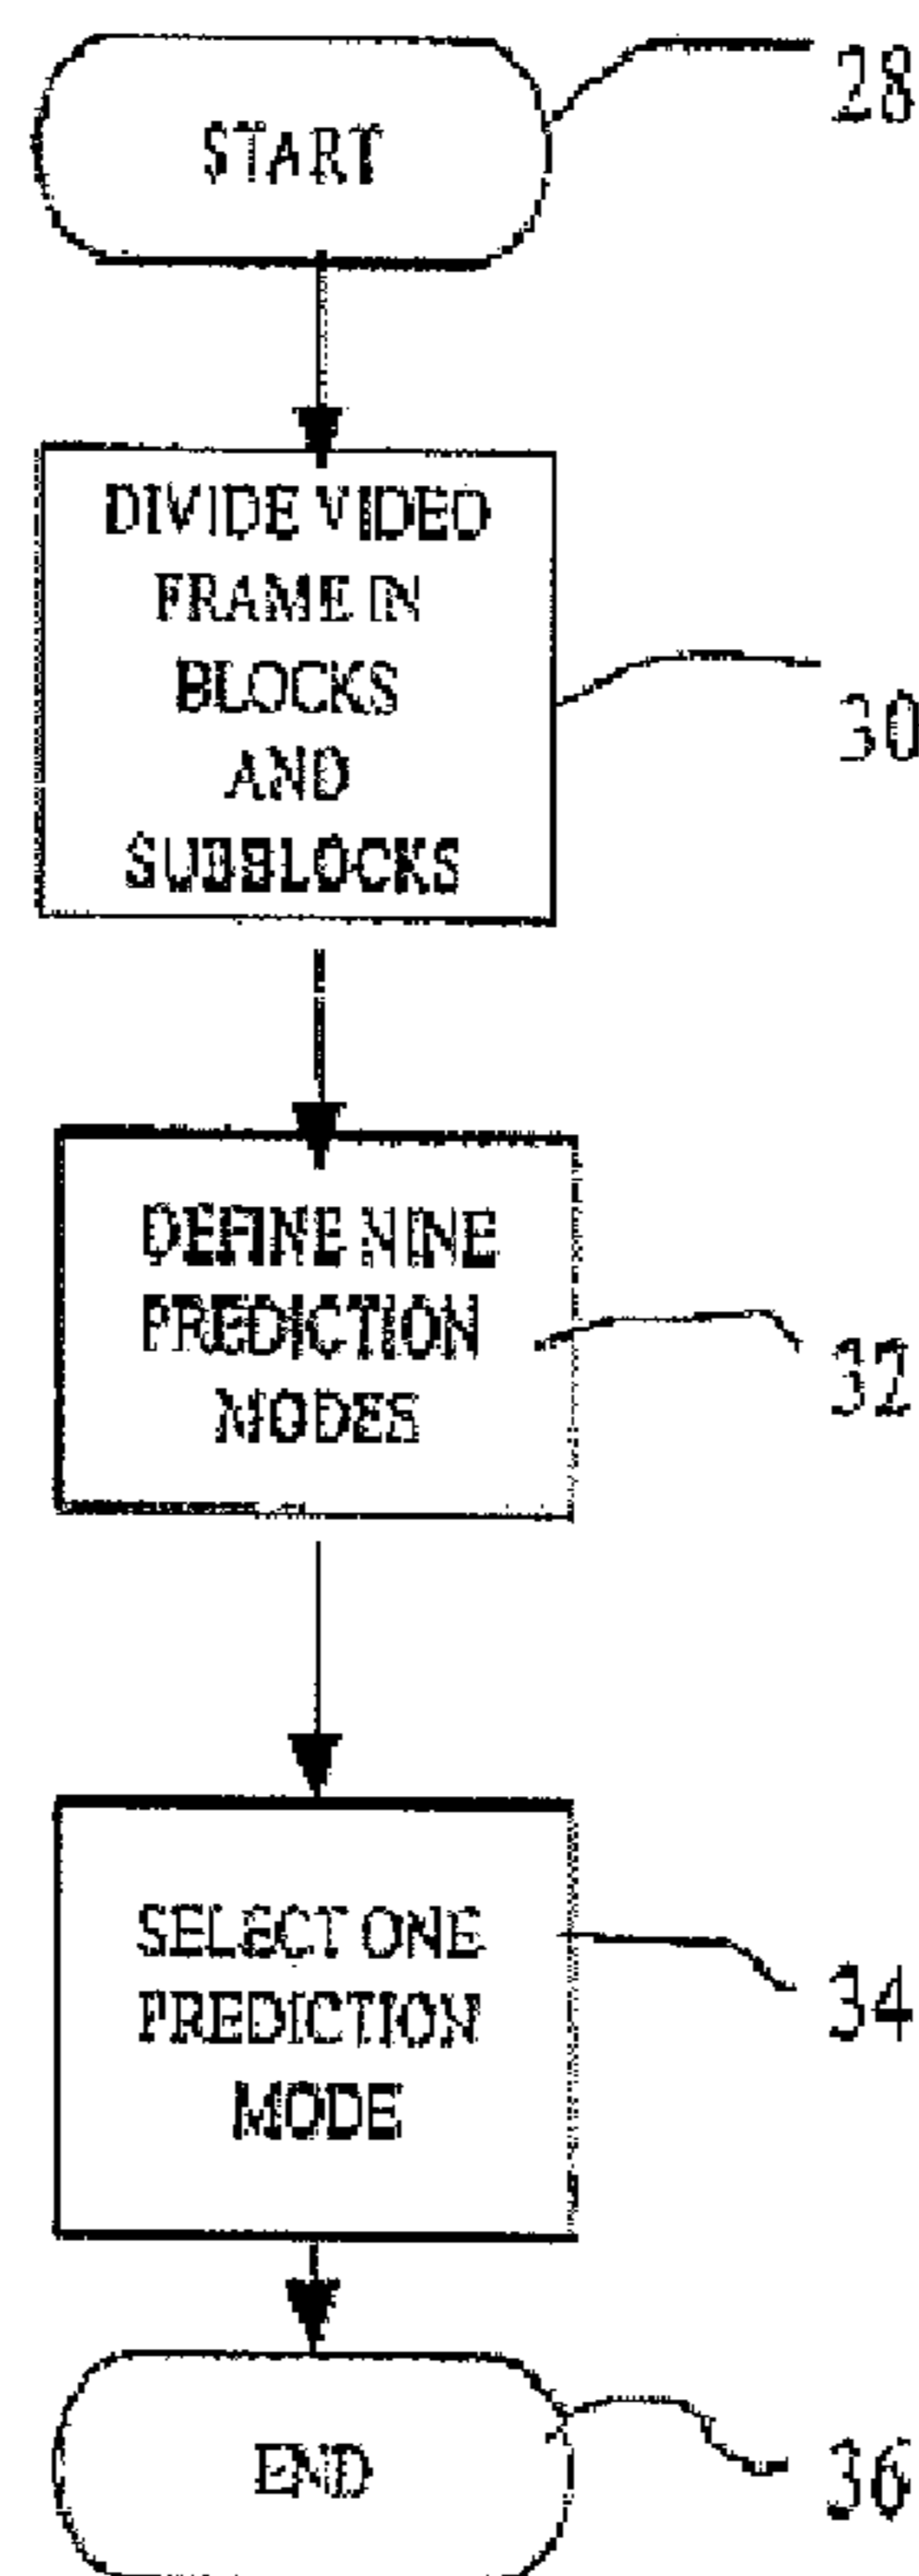 START
28
DIVIDE VIDEO
FRAME IN
BLOCKS
AND
SUBBLOCKS
30
DEFINE NINE
PREDICTION
MODES
32
SELECT ONE
PREDICTION
MODE
34
END
36